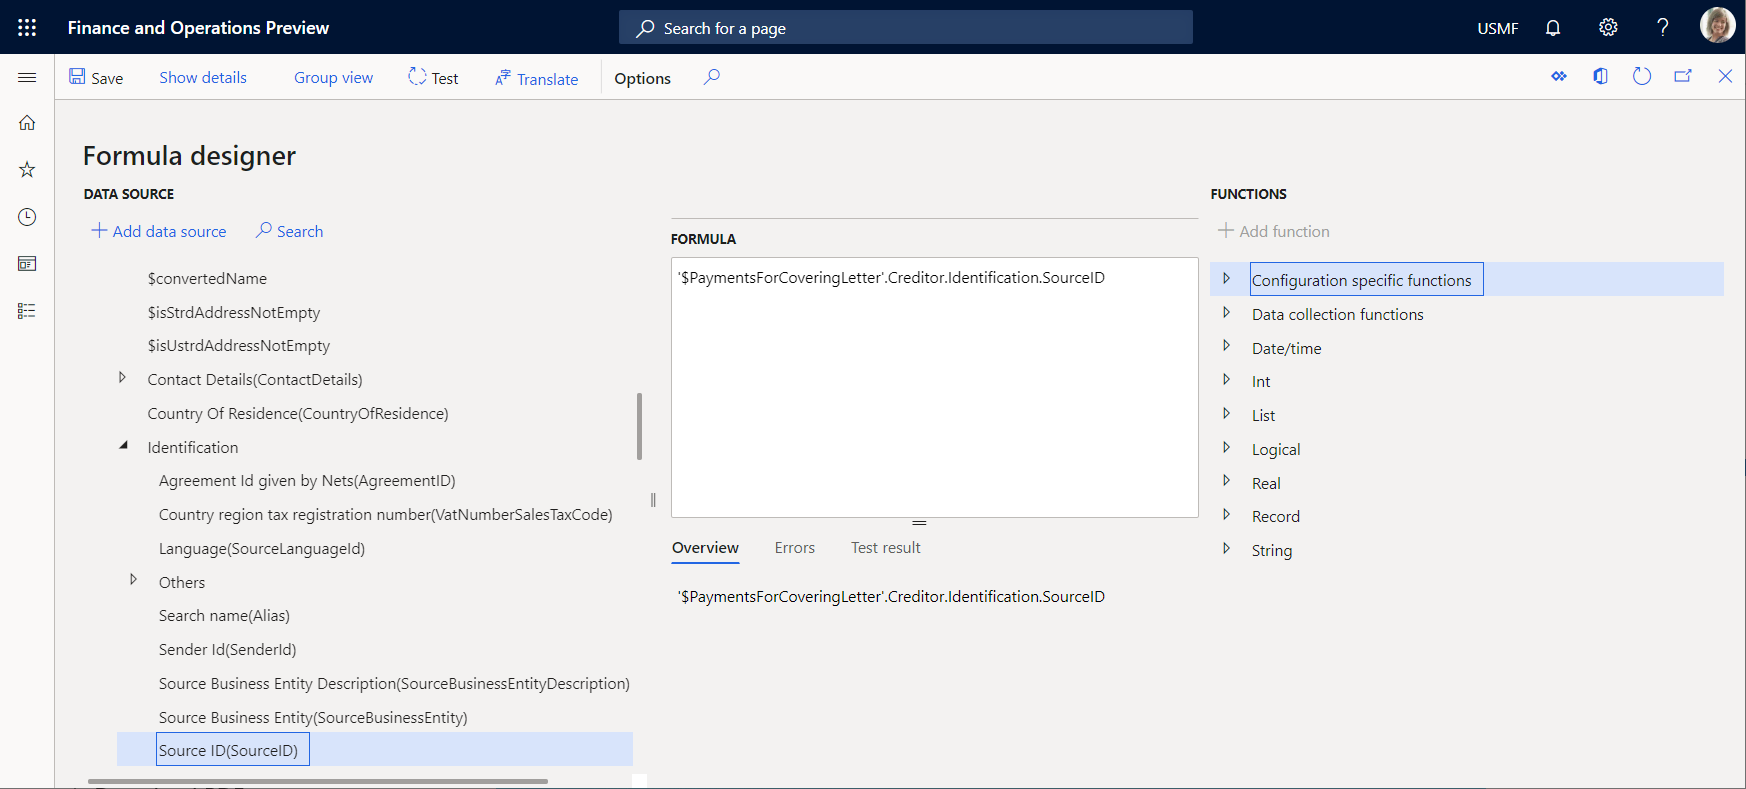 Finance and Operations Preview
Search for a page
USMF
Save
Show details
Group view
Test
Translate
Options
Formula designer
DATA SOURCE
Add data source
Search
$convertedName
$isStrdAddressNotEmpty
$isUstrdAddressNotEmpty
Contact Details(ContactDetails)
Country Of Residence(CountryOfResidence)
Identification
Agreement Id given by Nets(AgreementID)
Country region tax registration number(VatNumberSalesTaxCode)
Language(SourceLanguageId)
Others
Search name(Alias)
Sender Id(SenderId)
Source Business Entity Description(SourceBusinessEntityDescription)
Source Business Entity(SourceBusinessEntity)
Source ID(SourceID)
FORMULA
'$PaymentsForCoveringLetter'.Creditor.Identification.SourceID
Overview
Errors
Test result
'$PaymentsForCoveringLetter'.Creditor.Identification.SourceID
FUNCTIONS
Add function
Configuration specific functions
Data collection functions
Date/time
Int
List
Logical
Real
Record
String